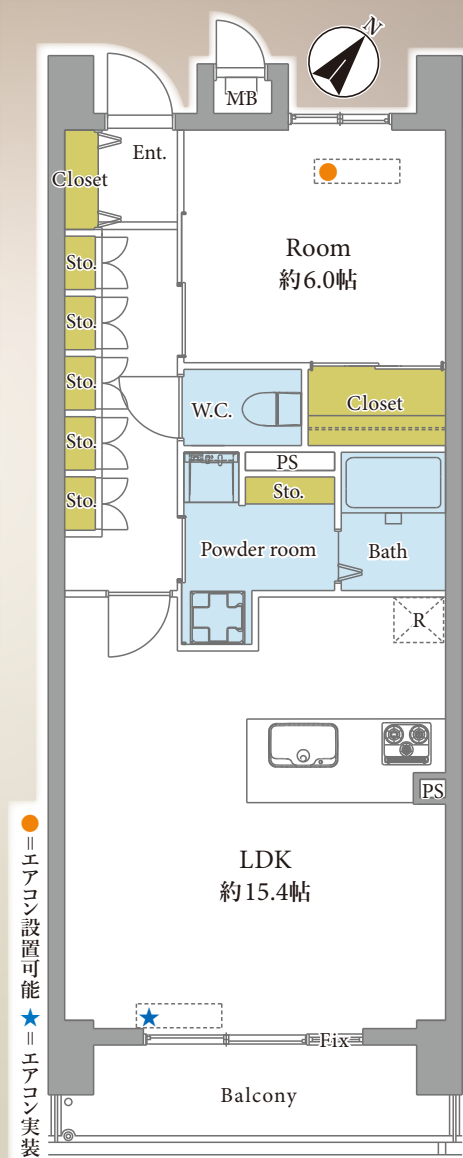 N
MB
Ent.
Closet
Room
約6.0帖
Sto.
Sto.
Sto.
Sto.
Sto.
W.C.
Closet
PS
Sto.
Powder room
Bath
R
PS
LDK
約15.4帖
Fix
Balcony
●=エアコン設置可能 ★=エアコン実装